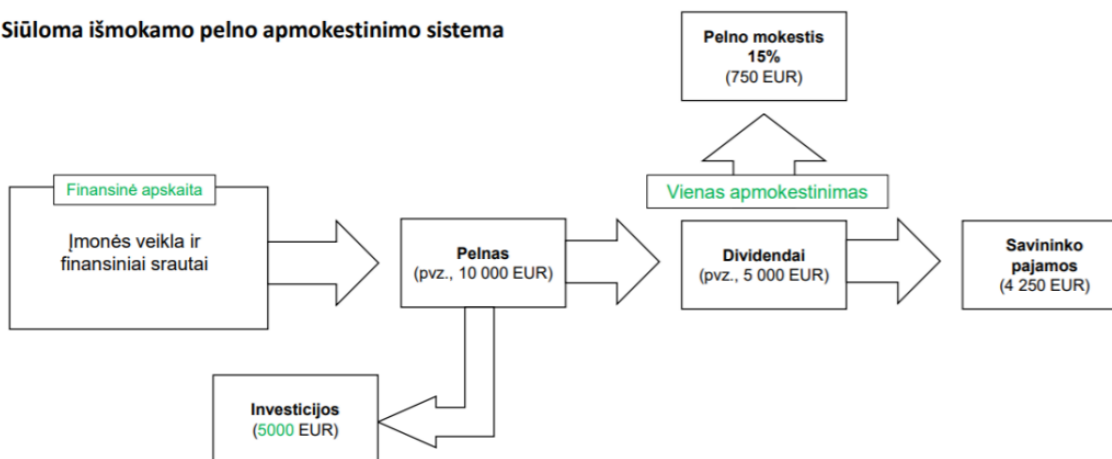 Siūloma išmokamo pelno apmokestinimo sistema
Pelno mokestis
15%
(750 EUR)
Finansinė apskaita
Vienas apmokestinimas
Įmonės veikla ir
finansiniai srautai
Pelnas
(pvz., 10 000 EUR)
Dividendai
(pvz., 5 000 EUR)
Savininko
pajamos
(4 250 EUR)
Investicijos
(5000 EUR)